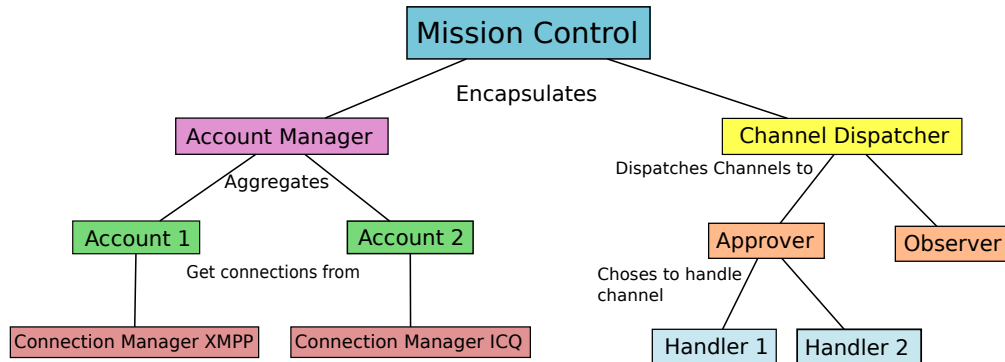 Mission Control
Encapsulates
Account Manager
Channel Dispatcher
Aggregates
Dispatches Channels to
Account 1
Account 2
Approver
Observer
Get connections from
Choses to handle
channel
Connection Manager XMPP
Connection Manager ICQ
Handler 1
Handler 2